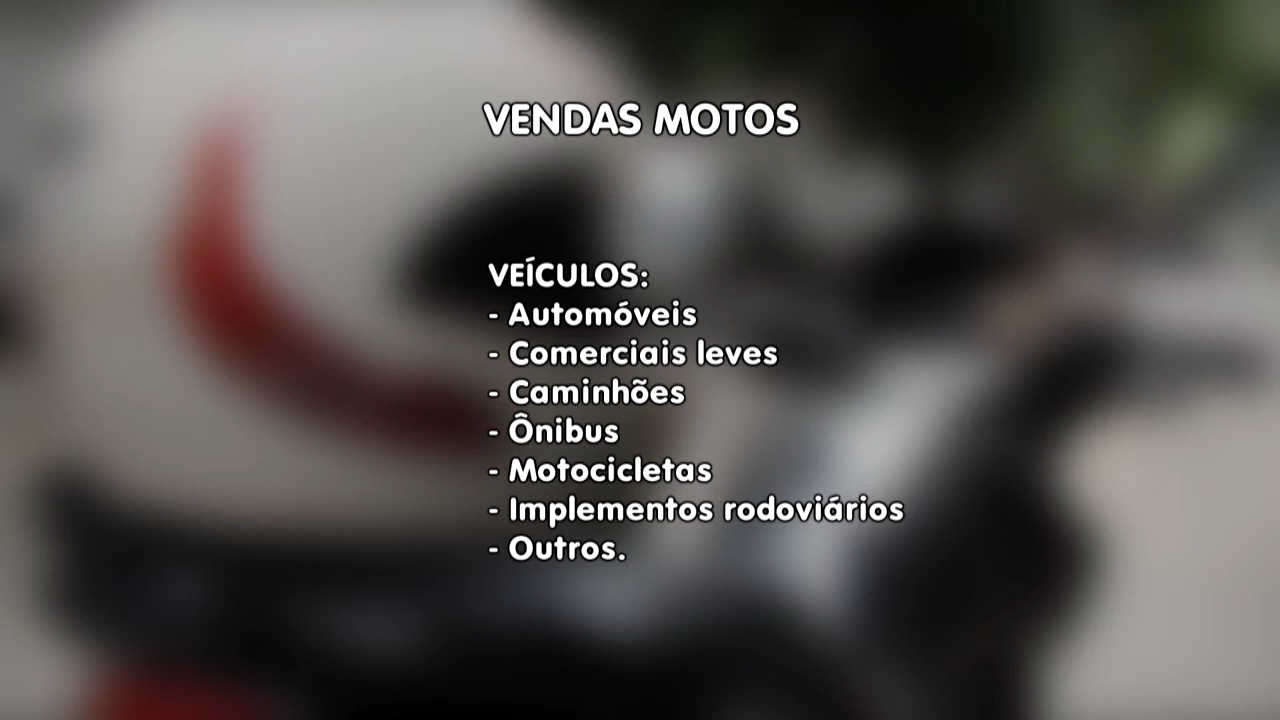 VENDAS MOTOS
VEÍCULOS:
- Automóveis
- Comerciais leves
- Caminhões
- Ônibus
- Motocicletas
- Implementos rodoviários
- Outros.